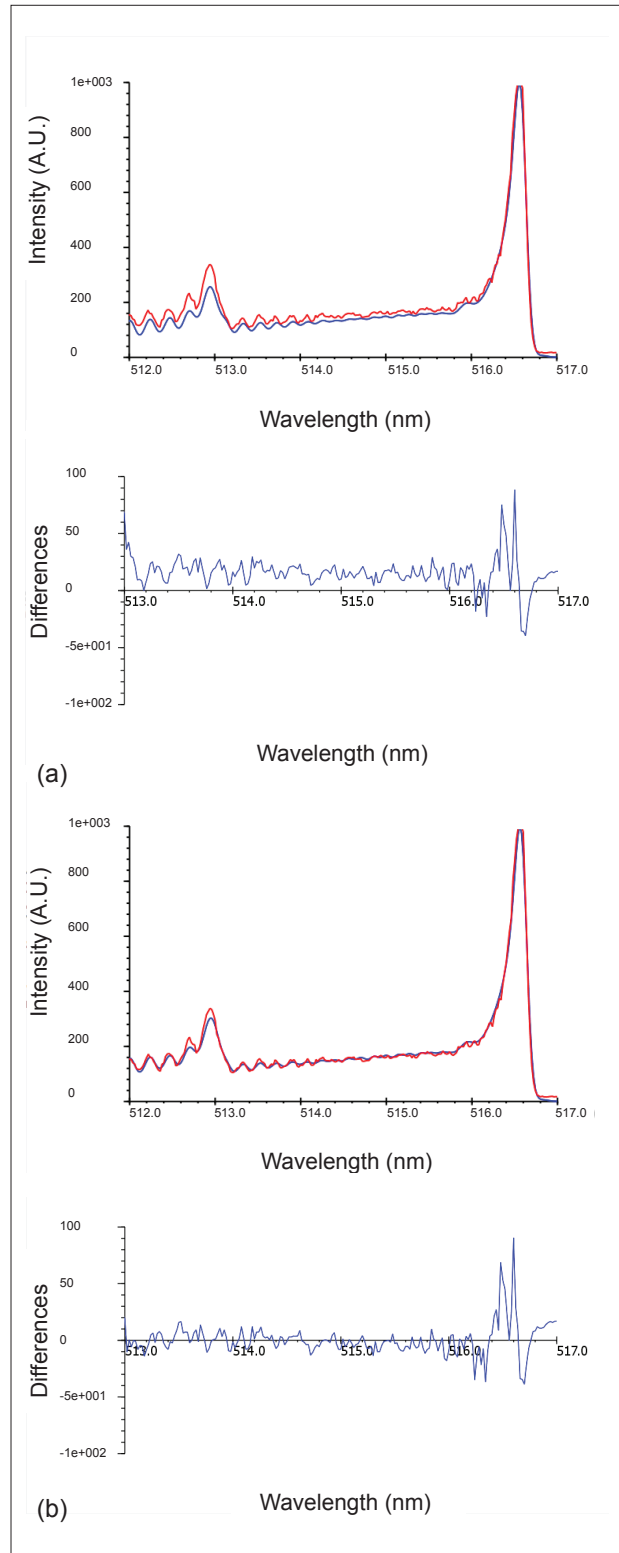 1e+003
800
600
400
200
0
Intensity (A.U.)
512.0 513.0 514.0 515.0 516.0 517.0
Wavelength (nm)
100
50
0
-5e+001
-1e+002
Differences
513.0 514.0 515.0 516.0 517.0
Wavelength (nm)
(a)
1e+003
800
600
400
200
0
Intensity (A.U.)
512.0 513.0 514.0 515.0 516.0 517.0
Wavelength (nm)
100
50
0
-5e+001
-1e+002
Differences
513.0 514.0 515.0 516.0 517.0
Wavelength (nm)
(b)